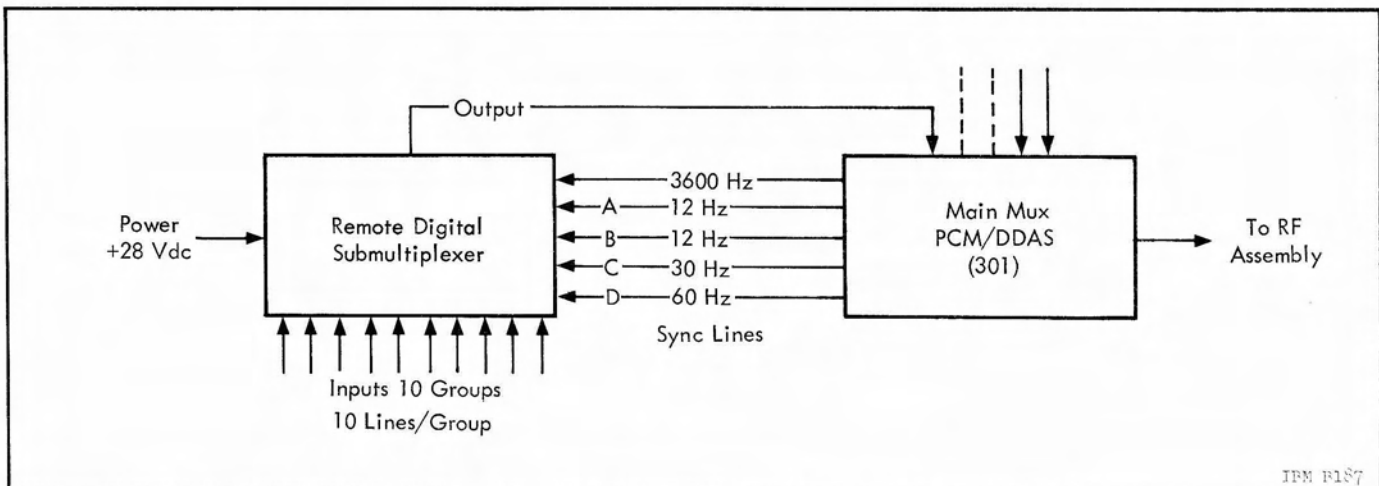 Output
3600 Hz
A 12 Hz
B 12 Hz
C 30 Hz
D 60 Hz
Sync Lines
Power
+28 Vdc
Remote Digital
Submultiplexer
Main Mux
PCM/DDAS
(301)
To RF
Assembly
Inputs 10 Groups
10 Lines/Group
IBM B187